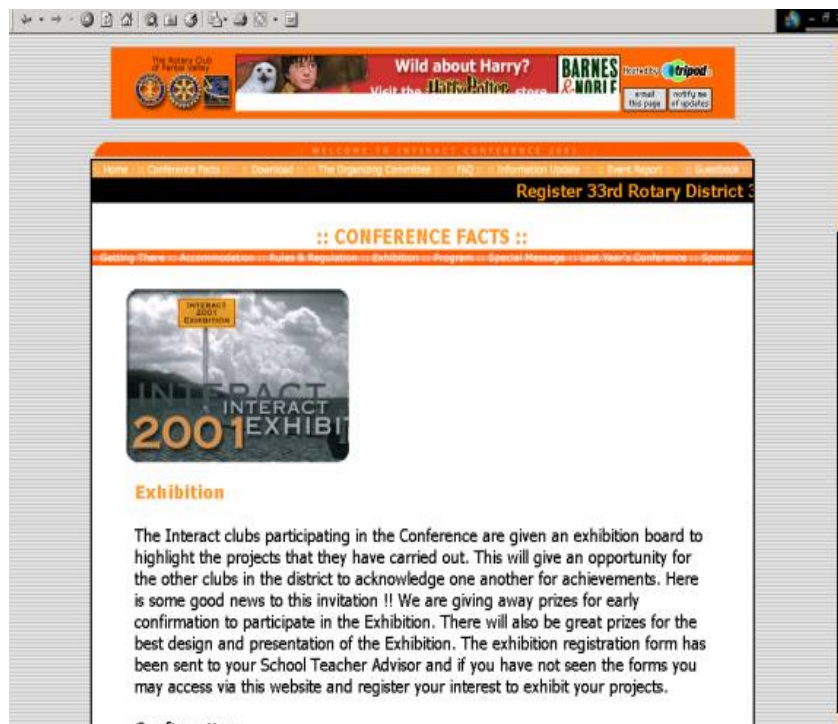 The Rotary Club
of Pantai Valley
Wild about Harry?
Visit the Harry Potter store
BARNES
& NOBLE
Hosted by tripod
email
this page
notify me
of updates
WELCOME TO INTERACT CONFERENCE 2001
Home :: Conference Facts :: Download :: The Organizing Committee :: FAQ :: Information Update :: Event Report :: Guestbook ::
Register 33rd Rotary District 3
:: CONFERENCE FACTS ::
Getting There :: Accommodation :: Rules & Regulation :: Exhibition :: Program :: Special Message :: Last Year's Conference :: Sponsor
INTERACT
2001
EXHIBITION
INTERACT
INTERACT
2001 EXHIBI
Exhibition
The Interact clubs participating in the Conference are given an exhibition board to
highlight the projects that they have carried out. This will give an opportunity for
the other clubs in the district to acknowledge one another for achievements. Here
is some good news to this invitation !! We are giving away prizes for early
confirmation to participate in the Exhibition. There will also be great prizes for the
best design and presentation of the Exhibition. The exhibition registration form has
been sent to your School Teacher Advisor and if you have not seen the forms you
may access via this website and register your interest to exhibit your projects.